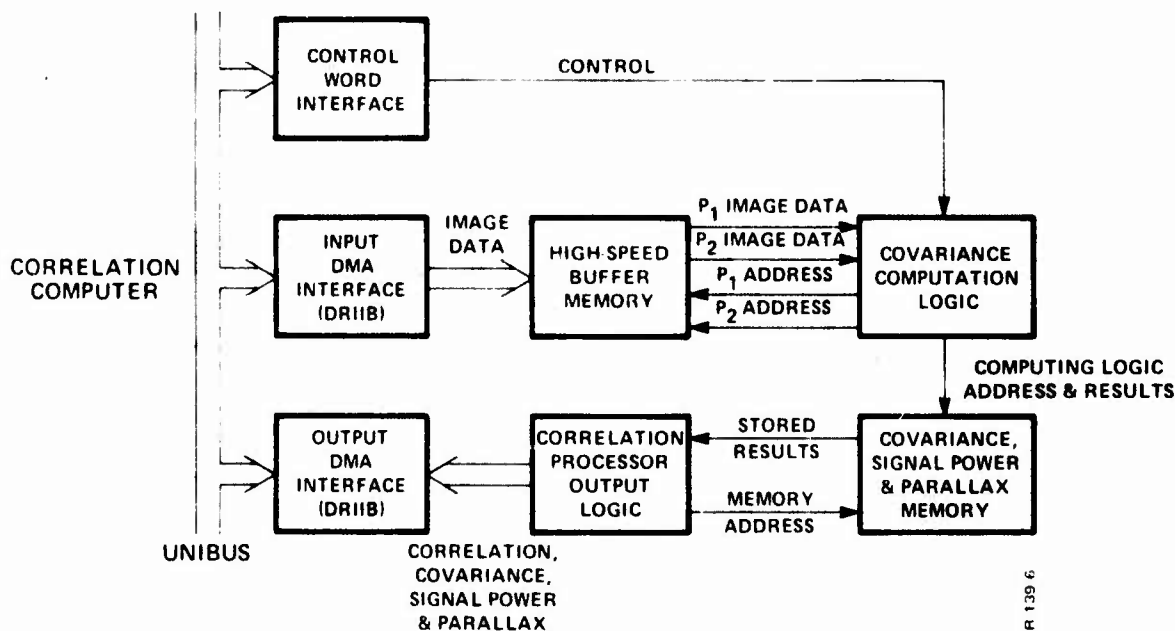 CONTROL
WORD
INTERFACE
CONTROL
CORRELATION
COMPUTER
INPUT
DMA
INTERFACE
(DR11B)
IMAGE
DATA
HIGH-SPEED
BUFFER
MEMORY
P1 IMAGE DATA
P2 IMAGE DATA
P1 ADDRESS
P2 ADDRESS
COVARIANCE
COMPUTATION
LOGIC
COMPUTING LOGIC
ADDRESS & RESULTS
OUTPUT
DMA
INTERFACE
(DR11B)
CORRELATION
PROCESSOR
OUTPUT
LOGIC
STORED
RESULTS
MEMORY
ADDRESS
COVARIANCE,
SIGNAL POWER
& PARALLAX
MEMORY
UNIBUS
CORRELATION,
COVARIANCE,
SIGNAL POWER
& PARALLAX
R 139 6